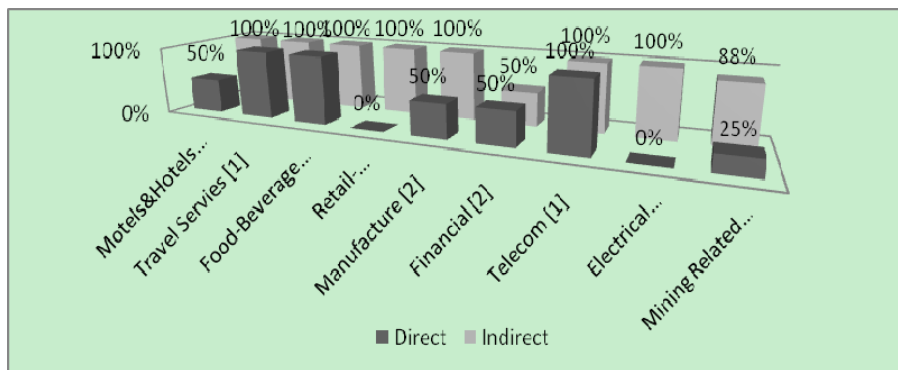 100%
0%
50%
100%
100%
100%
100%
100%
50%
100%
100%
88%
0%
50%
50%
100%
0%
25%
Motels&Hotels...
Travel Servies [1]
Food-Beverage...
Retail-...
Manufacture [2]
Financial [2]
Telecom [1]
Electrical...
Mining Related...
Direct
Indirect